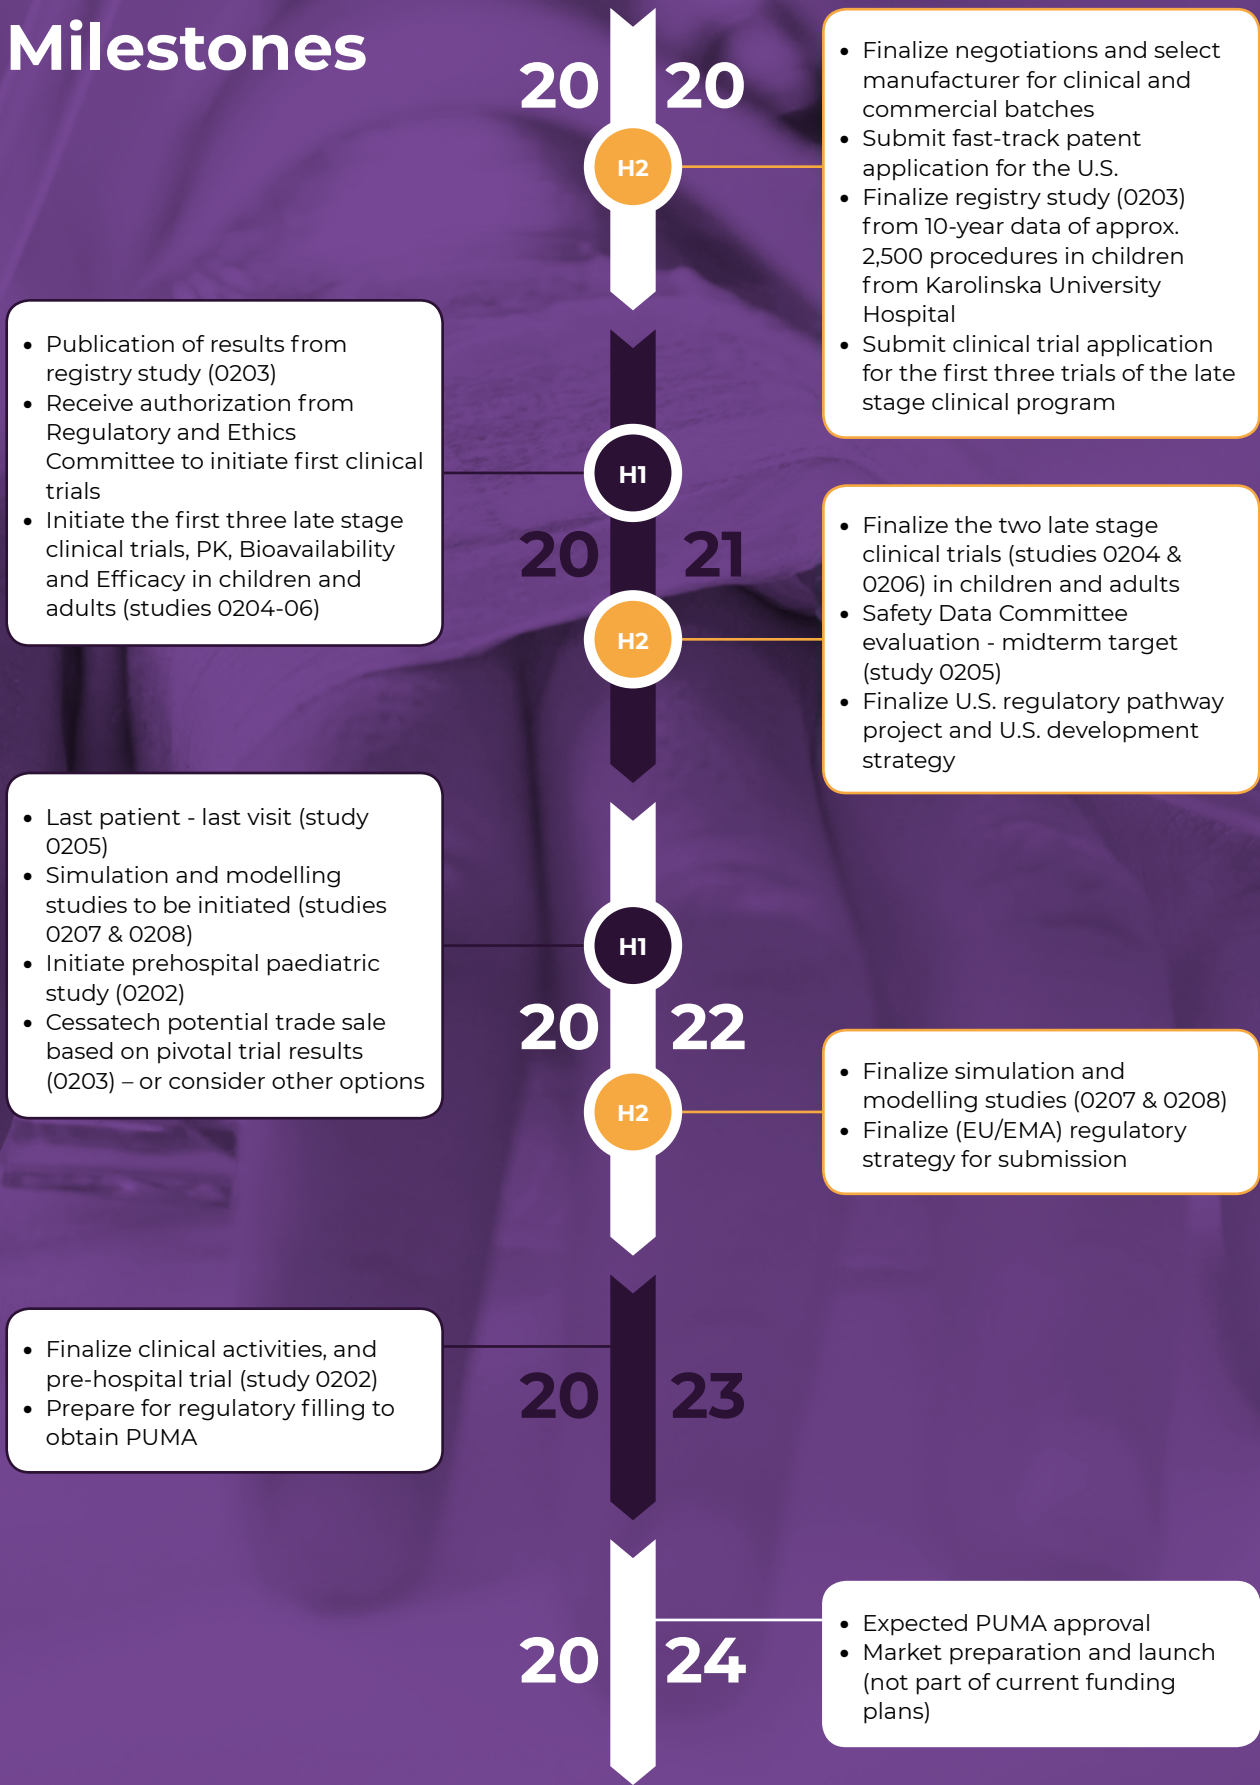 Milestones
20 20
H2
• Finalize negotiations and select
manufacturer for clinical and
commercial batches
• Submit fast-track patent
application for the U.S.
• Finalize registry study (0203)
from 10-year data of approx.
2,500 procedures in children
from Karolinska University
Hospital
• Submit clinical trial application
for the first three trials of the late
stage clinical program
• Publication of results from
registry study (0203)
• Receive authorization from
Regulatory and Ethics
Committee to initiate first clinical
trials
• Initiate the first three late stage
clinical trials, PK, Bioavailability
and Efficacy in children and
adults (studies 0204-06)
H1
20 21
H2
• Finalize the two late stage
clinical trials (studies 0204 &
0206) in children and adults
• Safety Data Committee
evaluation - midterm target
(study 0205)
• Finalize U.S. regulatory pathway
project and U.S. development
strategy
• Last patient - last visit (study
0205)
• Simulation and modelling
studies to be initiated (studies
0207 & 0208)
• Initiate prehospital paediatric
study (0202)
• Cessatech potential trade sale
based on pivotal trial results
(0203) – or consider other options
H1
20 22
H2
• Finalize simulation and
modelling studies (0207 & 0208)
• Finalize (EU/EMA) regulatory
strategy for submission
• Finalize clinical activities, and
pre-hospital trial (study 0202)
• Prepare for regulatory filling to
obtain PUMA
20 23
20 24
• Expected PUMA approval
• Market preparation and launch
(not part of current funding
plans)